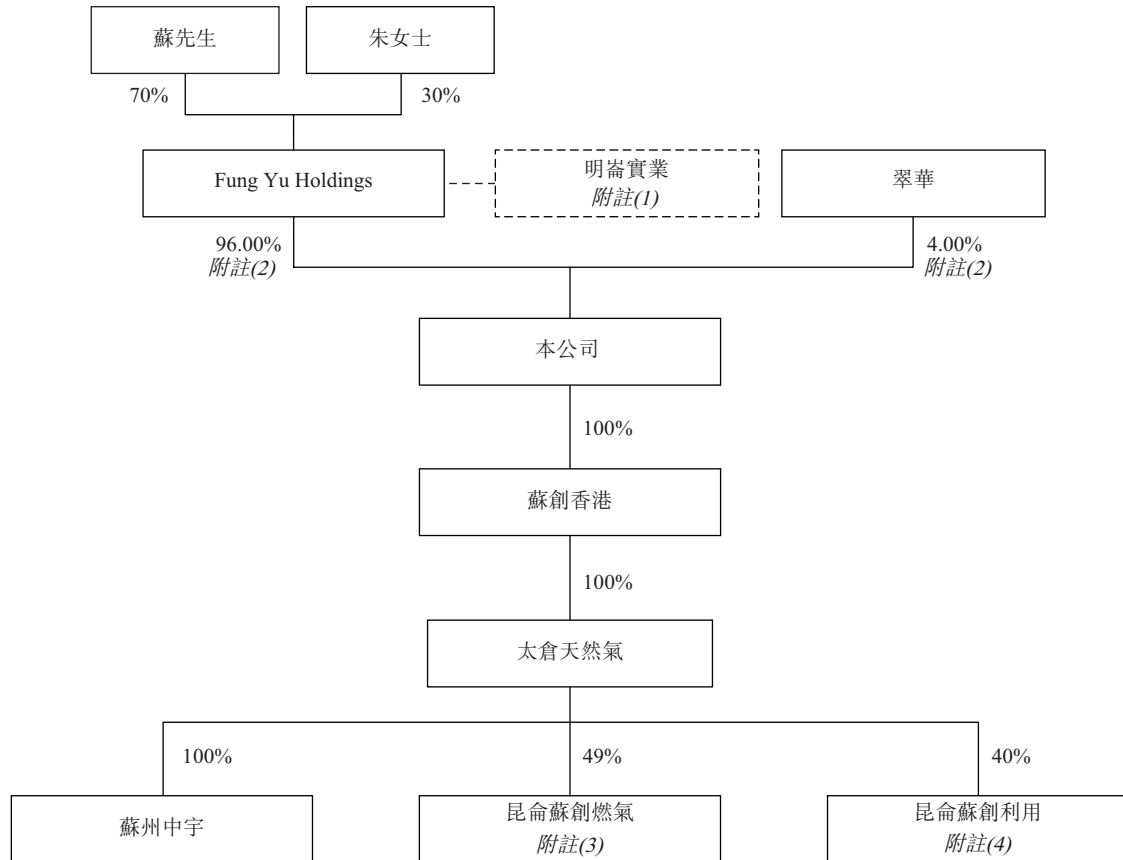 蘇先生
朱女士
70%
30%
Fung Yu Holdings
明崙實業
附註(1)
翠華
96.00%
附註(2)
4.00%
附註(2)
本公司
100%
蘇創香港
100%
太倉天然氣
100%
49%
40%
蘇州中宇
昆侖蘇創燃氣
附註(3)
昆侖蘇創利用
附註(4)